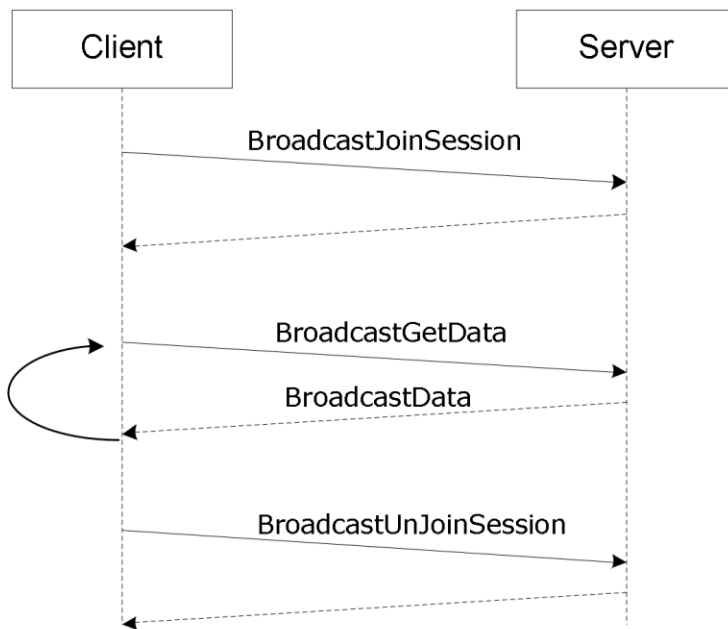 Client
Server
BroadcastJoinSession
BroadcastGetData
BroadcastData
BroadcastUnJoinSession